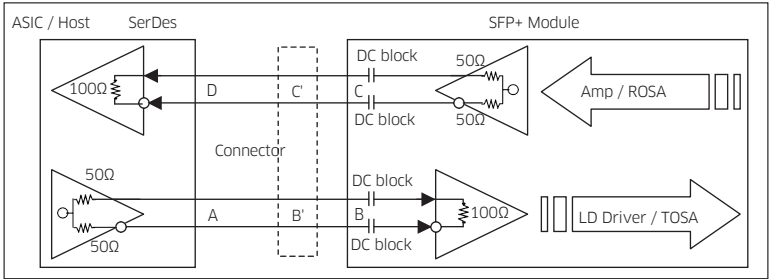 ASIC / Host SerDes SFP+ Module
DC block
50Ω
100Ω D C' C Amp / ROSA
DC block
50Ω
Connector
50Ω
DC block
A B' B 100Ω LD Driver / TOSA
50Ω
DC block